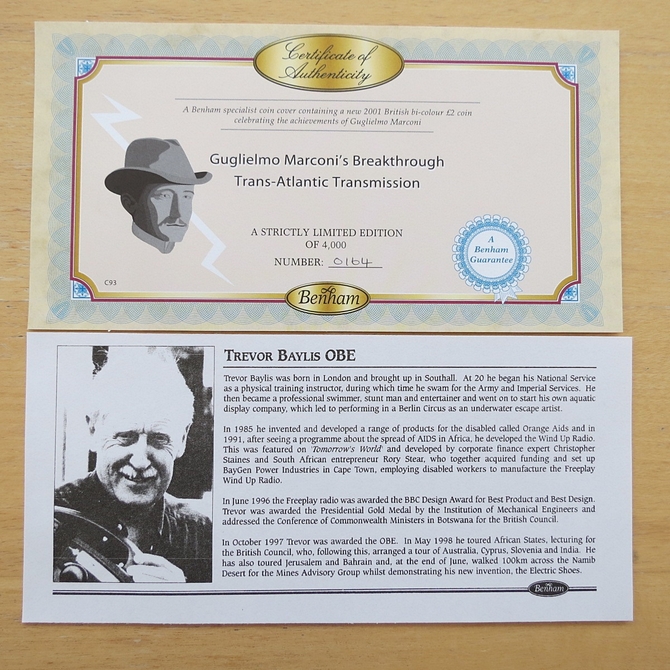 Certificate of
Authenticity
A Benham specialist coin cover containing a new 2001 British bi-colour £2 coin
celebrating the achievements of Guglielmo Marconi
Guglielmo Marconi's Breakthrough
Trans-Atlantic Transmission
A STRICTLY LIMITED EDITION
OF 4,000
NUMBER: 0164
A
Benham
Guarantee
C93
Benham
TREVOR BAYLIS OBE
Trevor Baylis was born in London and brought up in Southall. At 20 he began his National Service
as a physical training instructor, during which time he swam for the Army and Imperial Services. He
then became a professional swimmer, stunt man and entertainer and went on to start his own aquatic
display company, which led to performing in a Berlin Circus as an underwater escape artist.
In 1985 he invented and developed a range of products for the disabled called Orange Aids and in
1991, after seeing a programme about the spread of AIDS in Africa, he developed the Wind Up Radio.
This was featured on 'Tomorrow's World' and developed by corporate finance expert Christopher
Staines and South African entrepreneur Rory Stear, who together acquired funding and set up
BayGen Power Industries in Cape Town, employing disabled workers to manufacture the Freeplay
Wind Up Radio.
In June 1996 the Freeplay radio was awarded the BBC Design Award for Best Product and Best Design.
Trevor was awarded the Presidential Gold Medal by the Institution of Mechanical Engineers and
addressed the Conference of Commonwealth Ministers in Botswana for the British Council.
In October 1997 Trevor was awarded the OBE. In May 1998 he toured African States, lecturing for
the British Council, who, following this, arranged a tour of Australia, Cyprus, Slovenia and India. He
has also toured Jerusalem and Bahrain and, at the end of June, walked 100km across the Namib
Desert for the Mines Advisory Group whilst demonstrating his new invention, the Electric Shoes.
Benham